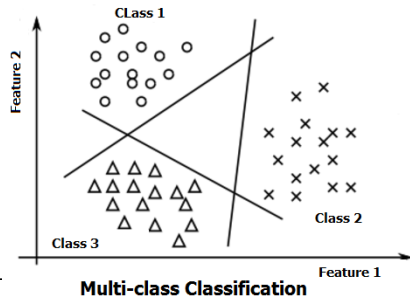 CLass 1
Feature 2
Class 2
Class 3
Feature 1
Multi-class Classification